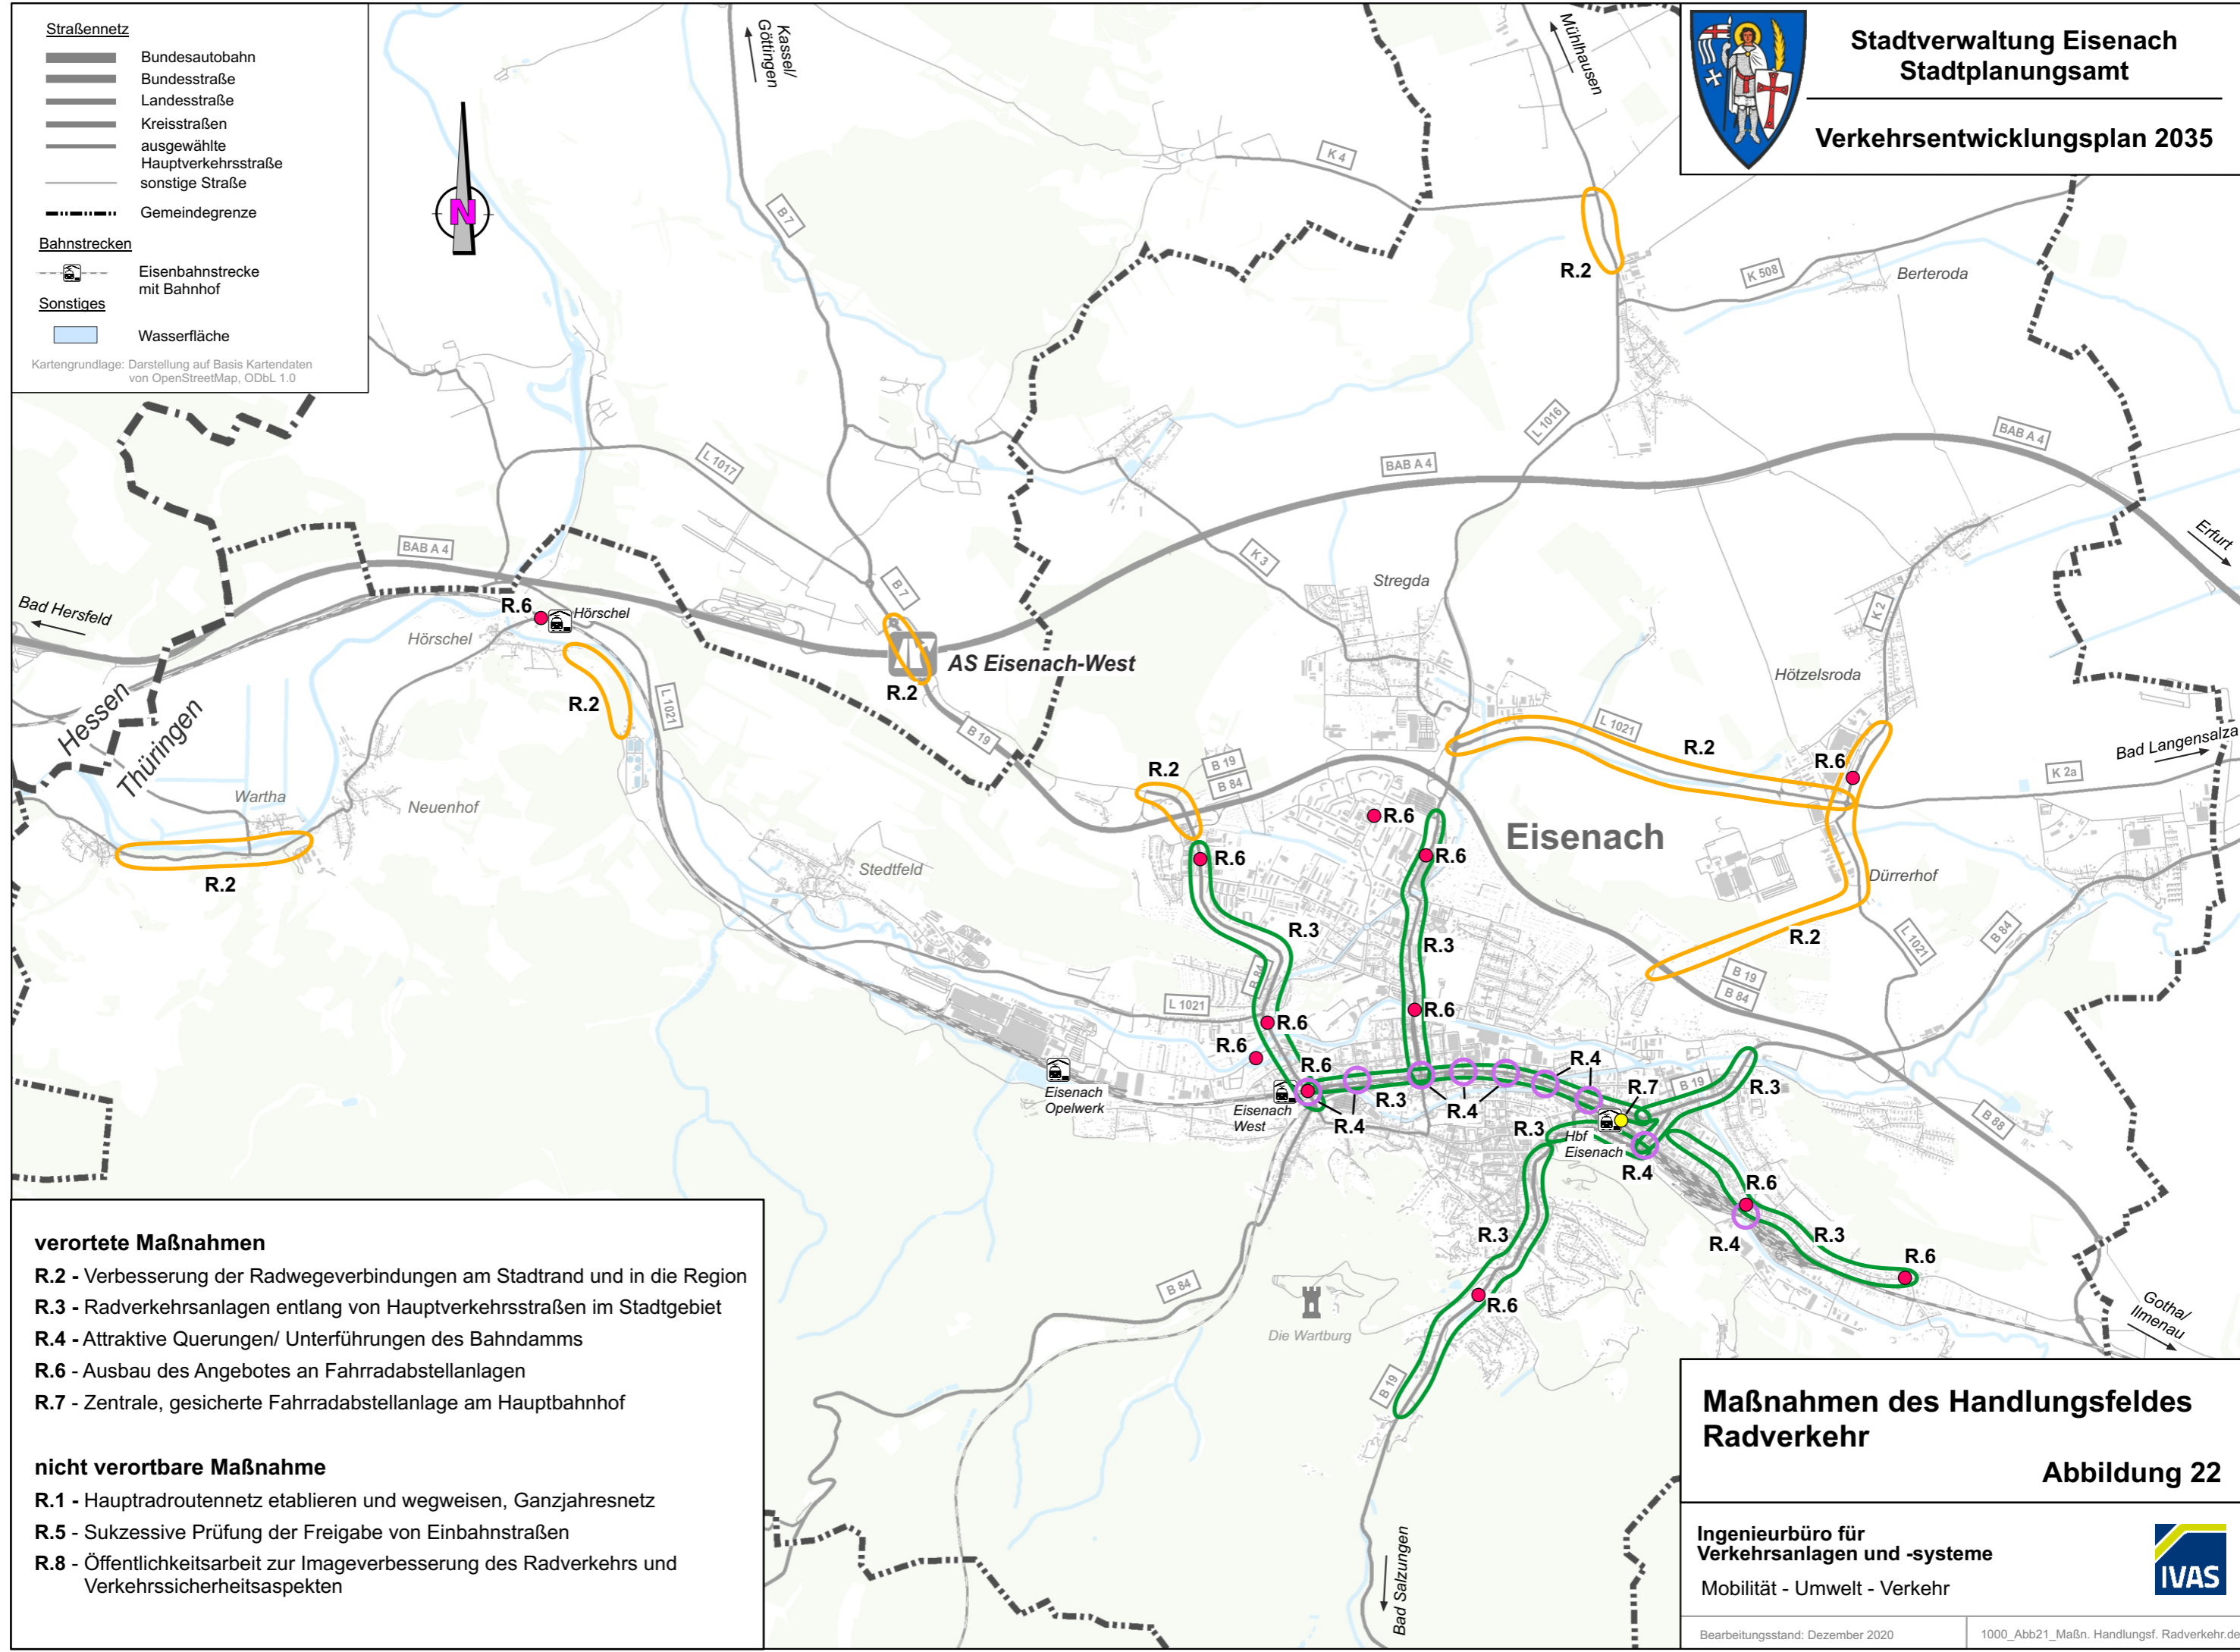 Straßennetz
Bundesautobahn
Bundesstraße
Landesstraße
Kreisstraßen
ausgewählte
Hauptverkehrsstraße
sonstige Straße
Gemeindegrenze
Bahnstrecken
Eisenbahnstrecke
mit Bahnhof
Sonstiges
Wasserfläche
Kartengrundlage: Darstellung auf Basis Kartendaten
von OpenStreetMap, ODbL 1.0
N
Kassel/
Göttingen
Mühlhausen
Stadtverwaltung Eisenach
Stadtplanungsamt
Verkehrsentwicklungsplan 2035
K 4
B 7
R.2
K 508
Berteroda
L 1016
L 1017
BAB A 4
BAB A 4
BAB A 4
Erfurt
Bad Hersfeld
R.6
Hörschel
Hörschel
B 7
K 3
Stregda
K 2
AS Eisenach-West
R.2
R.2
L 1021
B 19
Hessen
Thüringen
Hötzelsroda
L 1021
R.2
Bad Langensalza
R.6
K 2a
R.2
B 19
B 84
Wartha
Neuenhof
R.2
R.6
Eisenach
R.6
R.6
Stedtfeld
Dürrerhof
R.3
R.3
R.2
L 1021
B 84
B 84
B 19
B 84
L 1021
R.6
R.6
R.6
R.6
Eisenach
Opelwerk
Eisenach
West
R.4
R.3
R.4
R.4
R.7
B 19
R.3
B 88
R.3
Hbf
Eisenach
R.4
R.6
R.4
R.3
R.6
R.3
R.6
B 84
Die Wartburg
Gotha/
Ilmenau
B 19
Bad Salzungen
verortete Maßnahmen
R.2 - Verbesserung der Radwegeverbindungen am Stadtrand und in die Region
R.3 - Radverkehrsanlagen entlang von Hauptverkehrsstraßen im Stadtgebiet
R.4 - Attraktive Querungen/ Unterführungen des Bahndamms
R.6 - Ausbau des Angebotes an Fahrradabstellanlagen
R.7 - Zentrale, gesicherte Fahrradabstellanlage am Hauptbahnhof
nicht verortbare Maßnahme
R.1 - Hauptradroutennetz etablieren und wegweisen, Ganzjahresnetz
R.5 - Sukzessive Prüfung der Freigabe von Einbahnstraßen
R.8 - Öffentlichkeitsarbeit zur Imageverbesserung des Radverkehrs und
Verkehrssicherheitsaspekten
Maßnahmen des Handlungsfeldes
Radverkehr
Abbildung 22
Ingenieurbüro für
Verkehrsanlagen und -systeme
Mobilität - Umwelt - Verkehr
IVAS
Bearbeitungsstand: Dezember 2020
1000_Abb21_Maßn. Handlungsf. Radverkehr.de